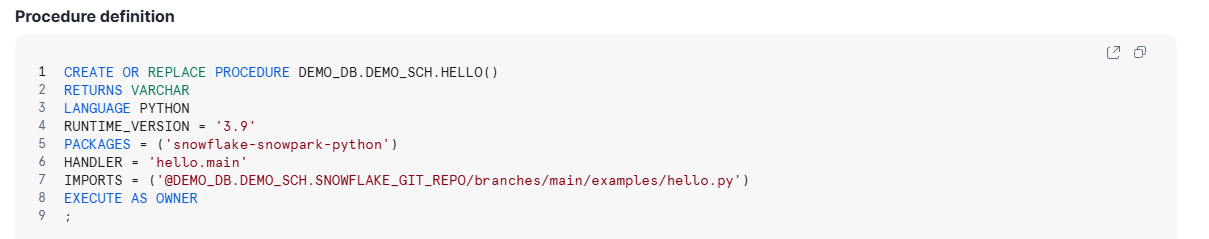 Procedure definition
1 CREATE OR REPLACE PROCEDURE DEMO_DB.DEMO_SCH.HELLO()
2 RETURNS VARCHAR
3 LANGUAGE PYTHON
4 RUNTIME_VERSION = '3.9'
5 PACKAGES = ('snowflake-snowpark-python')
6 HANDLER = 'hello.main'
7 IMPORTS = ('@DEMO_DB.DEMO_SCH.SNOWFLAKE_GIT_REPO/branches/main/examples/hello.py')
8 EXECUTE AS OWNER
9 ;